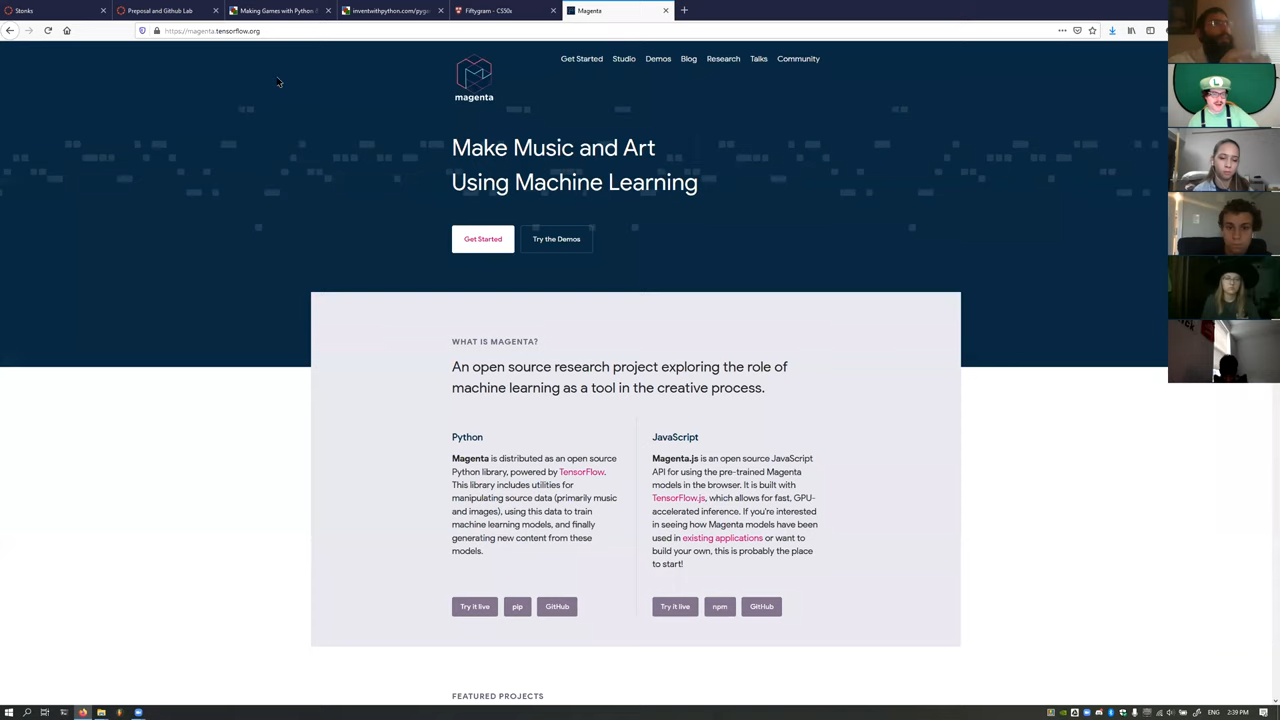 Stonks
Preposal and Github Lab
Making Games with Python &
inventwithpython.com/pyga
Fiftygram - CS50x
Magenta
https://magenta.tensorflow.org
magenta
Get Started Studio Demos Blog Research Talks Community
Make Music and Art
Using Machine Learning
Get Started
Try the Demos
WHAT IS MAGENTA?
An open source research project exploring the role of
machine learning as a tool in the creative process.
Python
Magenta is distributed as an open source
Python library, powered by TensorFlow.
This library includes utilities for
manipulating source data (primarily music
and images), using this data to train
machine learning models, and finally
generating new content from these
models.
Try it live
pip
GitHub
JavaScript
Magenta.js is an open source JavaScript
API for using the pre-trained Magenta
models in the browser. It is built with
TensorFlow.js, which allows for fast, GPU-
accelerated inference. If you're interested
in seeing how Magenta models have been
used in existing applications or want to
build your own, this is probably the place
to start!
Try it live
npm
GitHub
FEATURED PROJECTS
ENG
2:39 PM